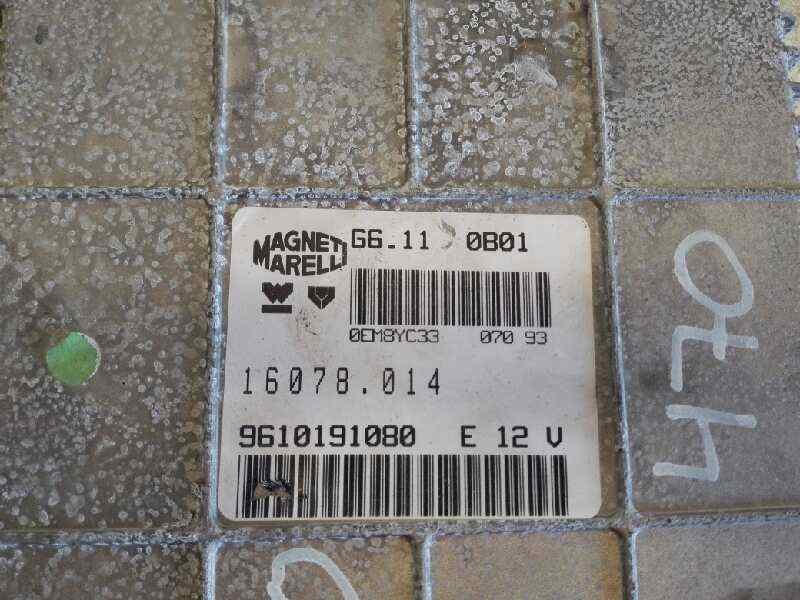 MAGNETI
MARELLI
G6.11 0B01
0EM8YC33 070 93
16078.014
9610191080 E 12 V
470